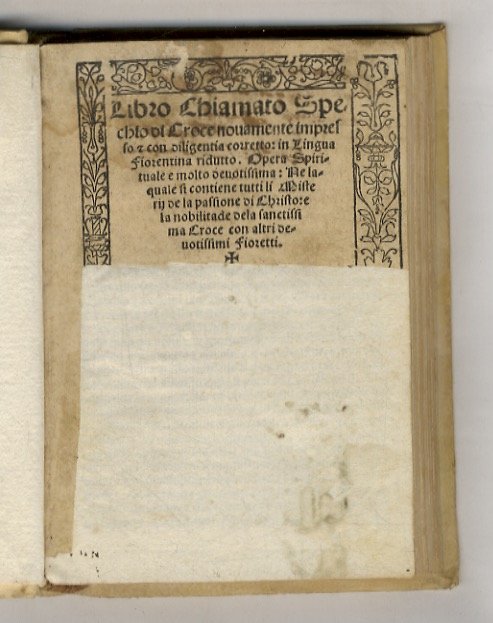 Libro Chiamato Spe
chio di Croce novamente impres
so ⁊ con diligentia corretto: in Lingua
Fiorentina ridutto. Opera Spiri-
tuale e molto devotissima: Ne la-
quale si contiene tutti li Miste
rij de la passione di Christo: e
la nobilitade dela sanctissi
ma Croce con altri de-
uotissimi Fioretti.
✠